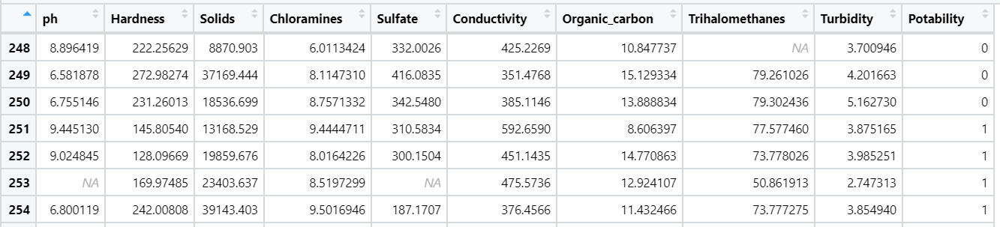 ph Hardness Solids Chloramines Sulfate Conductivity Organic_carbon Trihalomethanes Turbidity Potability
248 8.896419 222.25629 8870.903 6.0113424 332.0026 425.2269 10.847737 NA 3.700946 0
249 6.581878 272.98274 37169.444 8.1147310 416.0835 351.4768 15.129334 79.261026 4.201663 0
250 6.755146 231.26013 18536.699 8.7571332 342.5480 385.1146 13.888834 79.302436 5.162730 0
251 9.445130 145.80540 13168.529 9.4444711 310.5834 592.6590 8.606397 77.577460 3.875165 1
252 9.024845 128.09669 19859.676 8.0164226 300.1504 451.1435 14.770863 73.778026 3.985251 1
253 NA 169.97485 23403.637 8.5197299 NA 475.5736 12.924107 50.861913 2.747313 1
254 6.800119 242.00808 39143.403 9.5016946 187.1707 376.4566 11.432466 73.777275 3.854940 1